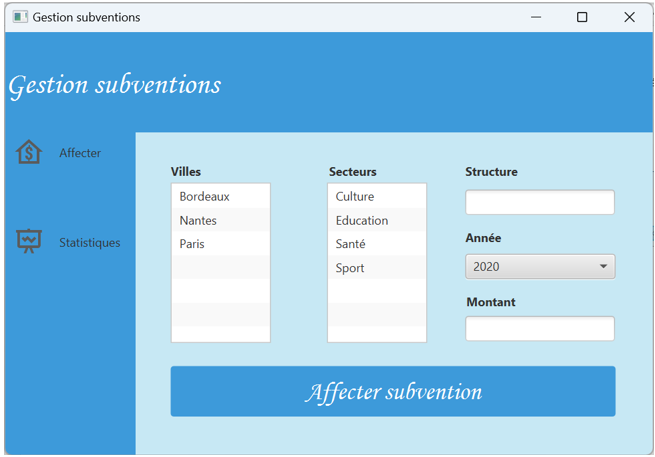 Gestion subventions
Gestion subventions
Affecter
Statistiques
Villes
Bordeaux
Nantes
Paris
Secteurs
Culture
Education
Santé
Sport
Structure
Année
2020
Montant
Affecter subvention